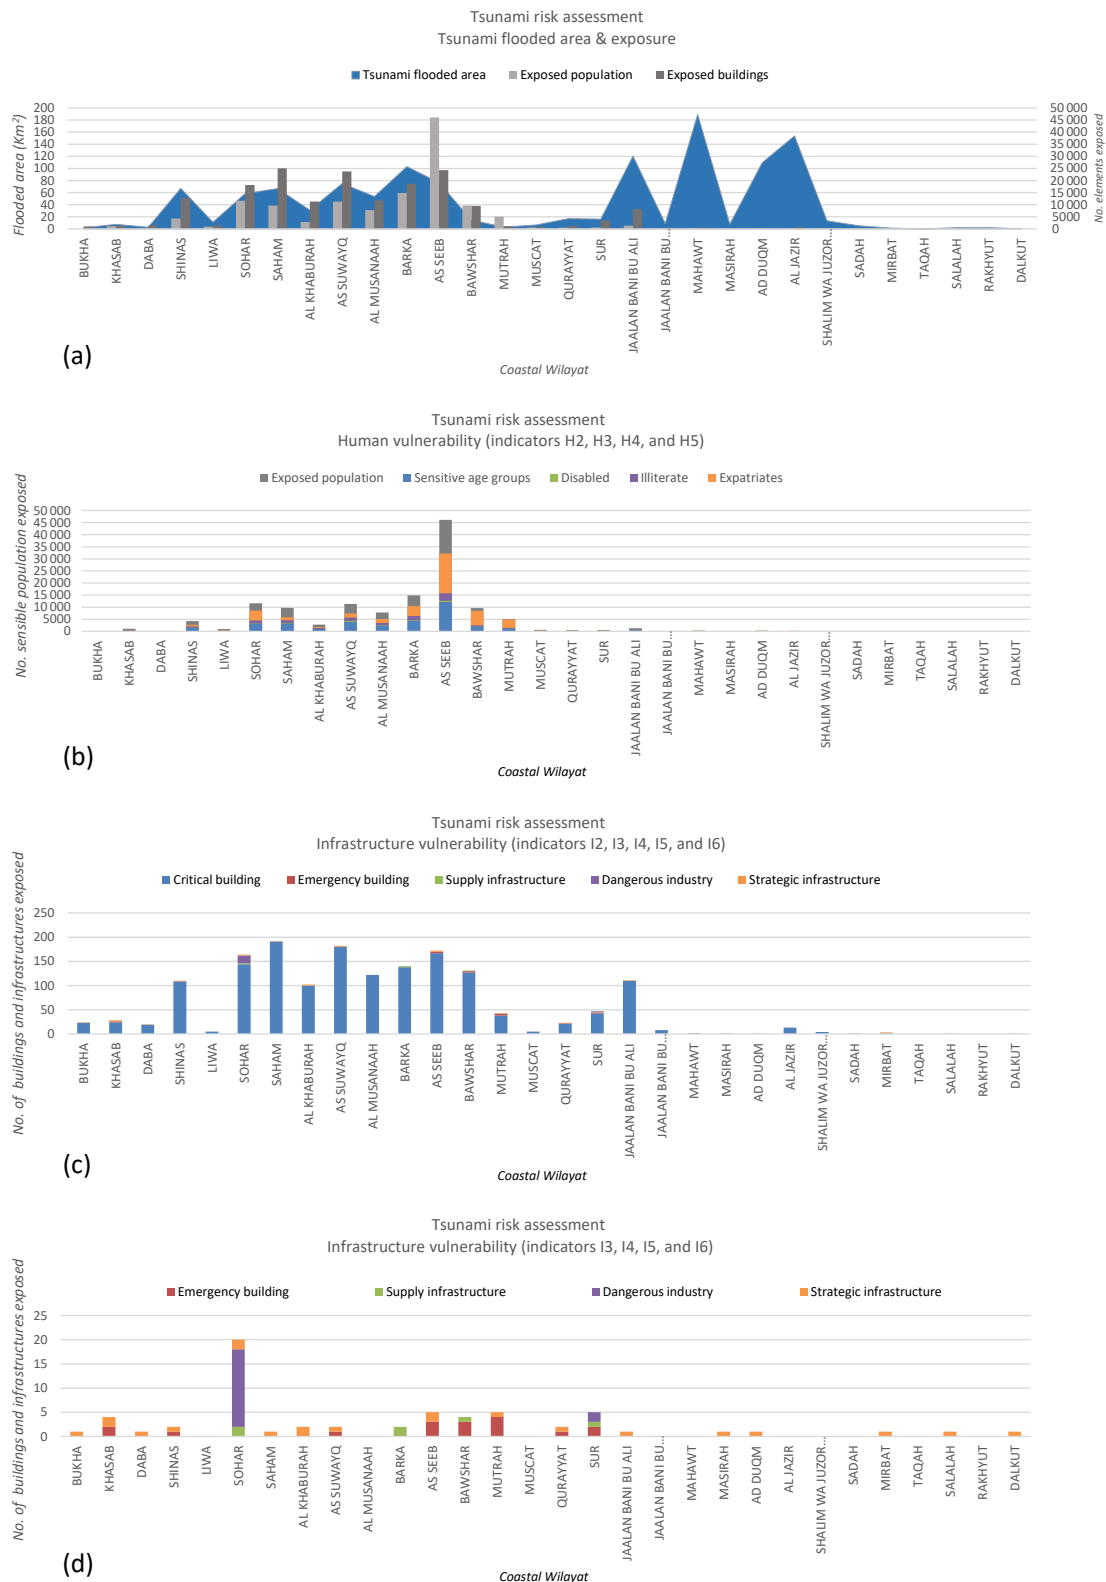 Tsunami risk assessment
Tsunami flooded area & exposure
Tsunami flooded area Exposed population Exposed buildings
Flooded area (Km²)
200
180
160
140
120
100
80
60
40
20
0
50 000
45 000
40 000
35 000
30 000
25 000
20 000
15 000
10 000
5000
0
No. elements exposed
BUKHA
KHASAB
DABA
SHINAS
LIWA
SOHAR
SAHAM
AL KHABURAH
AS SUWAYQ
AL MUSANAAH
BARKA
AS SEEB
BAWSHAR
MUTRAH
MUSCAT
QURAYYAT
SUR
JAALAN BANI BU ALI
JAALAN BANI BU...
MAHAWT
MASIRAH
AD DUQM
AL JAZIR
SHALIM WA JUZOR...
SADAH
MIRBAT
TAQAH
SALALAH
RAKHYUT
DALKUT
(a)
Coastal Wilayat
Tsunami risk assessment
Human vulnerability (indicators H2, H3, H4, and H5)
Exposed population Sensitive age groups Disabled Illiterate Expatriates
No. sensible population exposed
50 000
45 000
40 000
35 000
30 000
25 000
20 000
15 000
10 000
5000
0
BUKHA
KHASAB
DABA
SHINAS
LIWA
SOHAR
SAHAM
AL KHABURAH
AS SUWAYQ
AL MUSANAAH
BARKA
AS SEEB
BAWSHAR
MUTRAH
MUSCAT
QURAYYAT
SUR
JAALAN BANI BU ALI
JAALAN BANI BU...
MAHAWT
MASIRAH
AD DUQM
AL JAZIR
SHALIM WA JUZOR...
SADAH
MIRBAT
TAQAH
SALALAH
RAKHYUT
DALKUT
(b)
Coastal Wilayat
Tsunami risk assessment
Infrastructure vulnerability (indicators I2, I3, I4, I5, and I6)
Critical building Emergency building Supply infrastructure Dangerous industry Strategic infrastructure
No. of buildings and infrastructures exposed
250
200
150
100
50
0
BUKHA
KHASAB
DABA
SHINAS
LIWA
SOHAR
SAHAM
AL KHABURAH
AS SUWAYQ
AL MUSANAAH
BARKA
AS SEEB
BAWSHAR
MUTRAH
MUSCAT
QURAYYAT
SUR
JAALAN BANI BU ALI
JAALAN BANI BU...
MAHAWT
MASIRAH
AD DUQM
AL JAZIR
SHALIM WA JUZOR...
SADAH
MIRBAT
TAQAH
SALALAH
RAKHYUT
DALKUT
(c)
Coastal Wilayat
Tsunami risk assessment
Infrastructure vulnerability (indicators I3, I4, I5, and I6)
Emergency building Supply infrastructure Dangerous industry Strategic infrastructure
No. of buildings and infrastructures exposed
25
20
15
10
5
0
BUKHA
KHASAB
DABA
SHINAS
LIWA
SOHAR
SAHAM
AL KHABURAH
AS SUWAYQ
AL MUSANAAH
BARKA
AS SEEB
BAWSHAR
MUTRAH
MUSCAT
QURAYYAT
SUR
JAALAN BANI BU ALI
JAALAN BANI BU...
MAHAWT
MASIRAH
AD DUQM
AL JAZIR
SHALIM WA JUZOR...
SADAH
MIRBAT
TAQAH
SALALAH
RAKHYUT
DALKUT
(d)
Coastal Wilayat